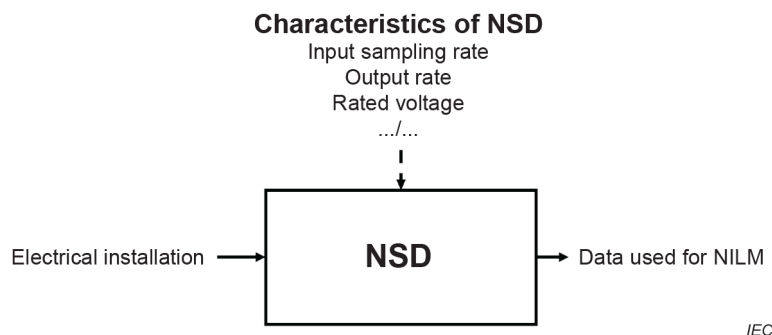 Characteristics of NSD
Input sampling rate
Output rate
Rated voltage
.../...
Electrical installation
NSD
Data used for NILM
IEC